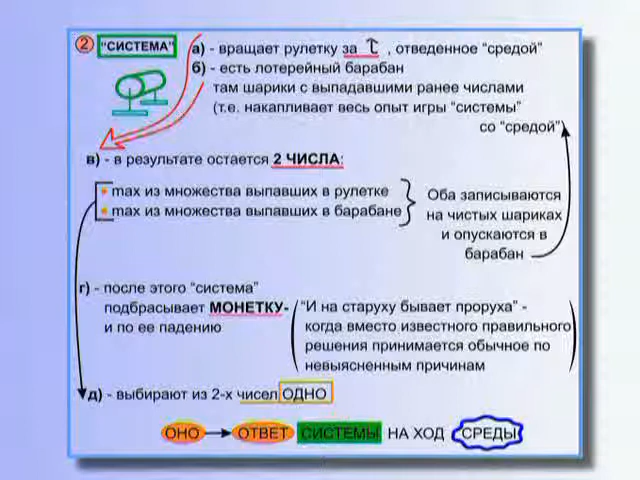 2 "СИСТЕМА" а) - вращает рулетку за τ , отведенное "средой"
б) - есть лотерейный барабан
там шарики с выпадавшими ранее числами
(т.е. накапливает весь опыт игры "системы"
со "средой")
в) - в результате остается 2 ЧИСЛА:
• max из множества выпавших в рулетке
• max из множества выпавших в барабане
Оба записываются
на чистых шариках
и опускаются в
барабан
г) - после этого "система"
подбрасывает МОНЕТКУ-
и по ее падению
("И на старуху бывает проруха" -
когда вместо известного правильного
решения принимается обычное по
невыясненным причинам)
д) - выбирают из 2-х чисел ОДНО
ОНО → ОТВЕТ СИСТЕМЫ НА ХОД СРЕДЫ